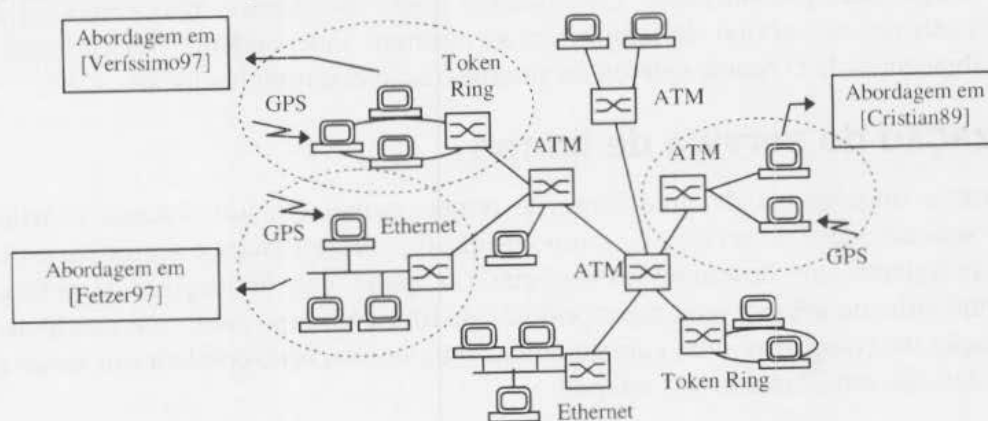 Abordagem em
[Verfssimo97]
GPS
Token
Ring
ATM
ATM
Abordagem em
[Cristian89]
ATM
GPS
Ethernet
GPS
Abordagem em
[Fetzer97]
ATM
Token Ring
Ethernet